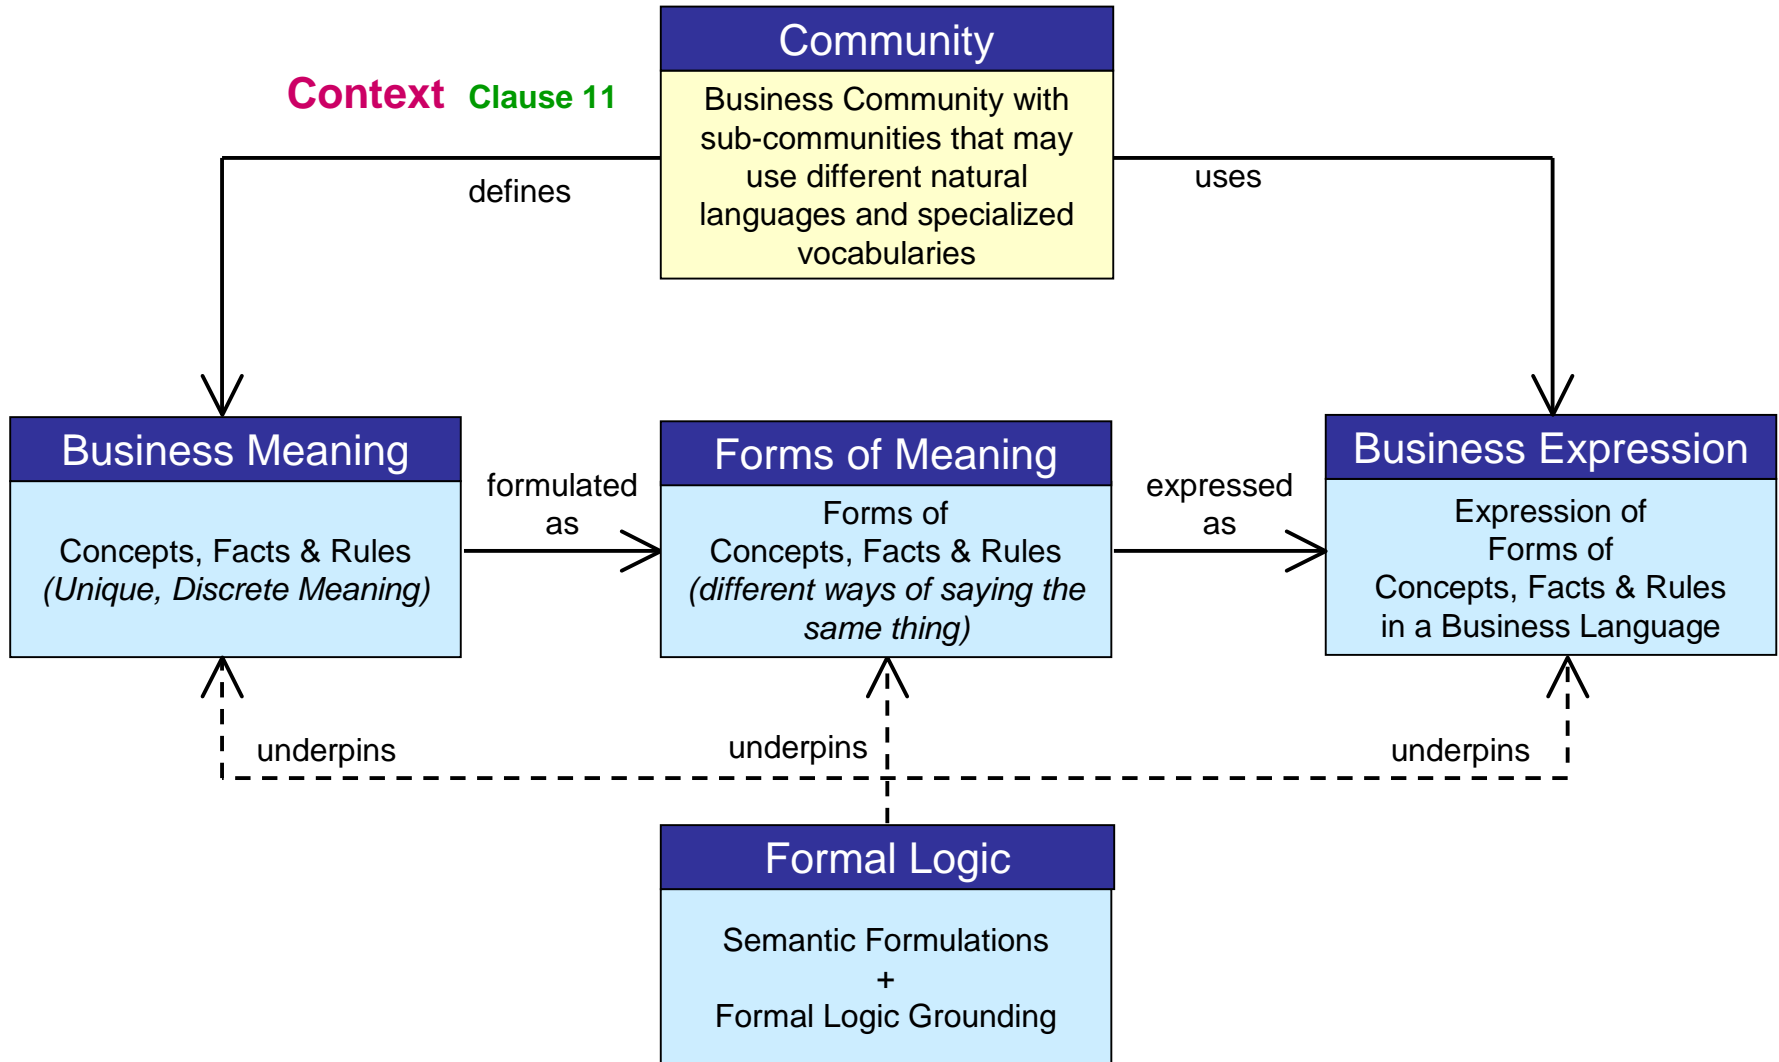 Community
Context Clause 11
Business Community with
sub-communities that may
use different natural
languages and specialized
vocabularies
defines
uses
Business Meaning
Concepts, Facts & Rules
(Unique, Discrete Meaning)
formulated
as
Forms of Meaning
Forms of
Concepts, Facts & Rules
(different ways of saying the
same thing)
expressed
as
Business Expression
Expression of
Forms of
Concepts, Facts & Rules
in a Business Language
underpins
underpins
underpins
Formal Logic
Semantic Formulations
+
Formal Logic Grounding